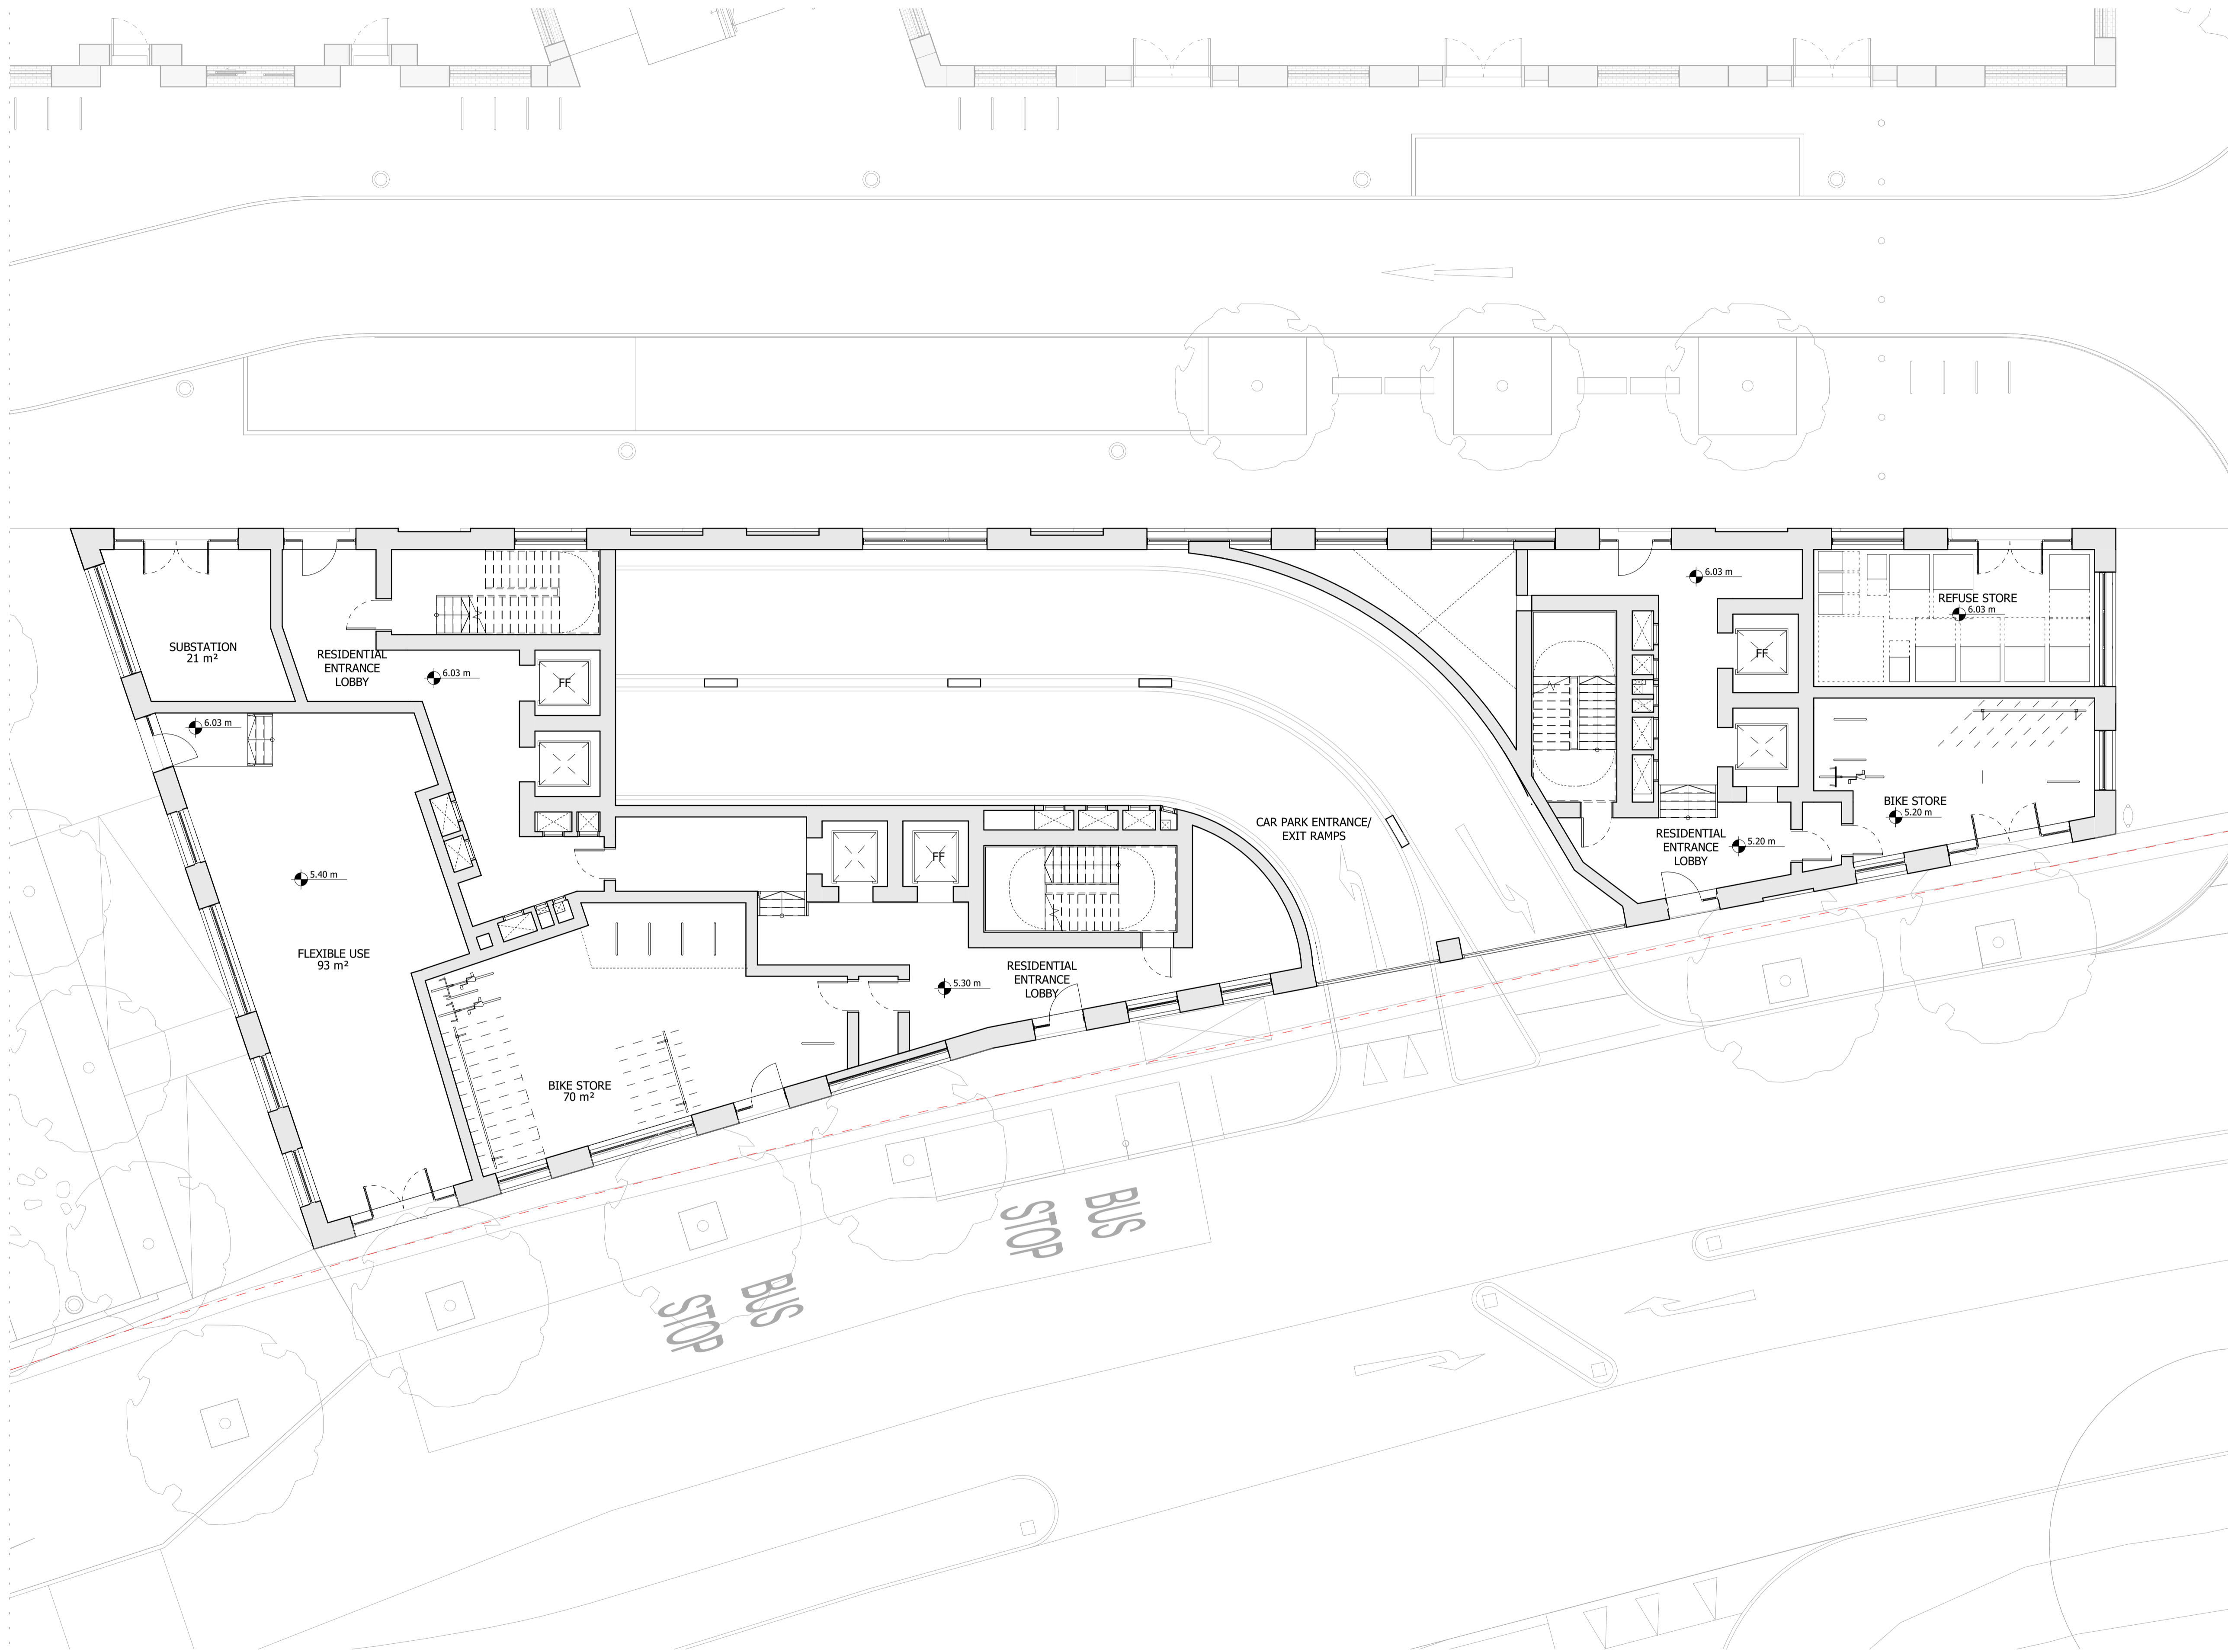 6.03 m
FF
REFUSE STORE
6.03 m
SUBSTATION
21 m²
RESIDENTIAL
ENTRANCE
LOBBY
6.03 m
FF
6.03 m
BIKE STORE
5.20 m
CAR PARK ENTRANCE/
EXIT RAMPS
RESIDENTIAL
ENTRANCE
LOBBY
5.20 m
FF
5.40 m
FLEXIBLE USE
93 m²
RESIDENTIAL
ENTRANCE
LOBBY
5.30 m
BIKE STORE
70 m²
BUS
STOP
BUS
STOP